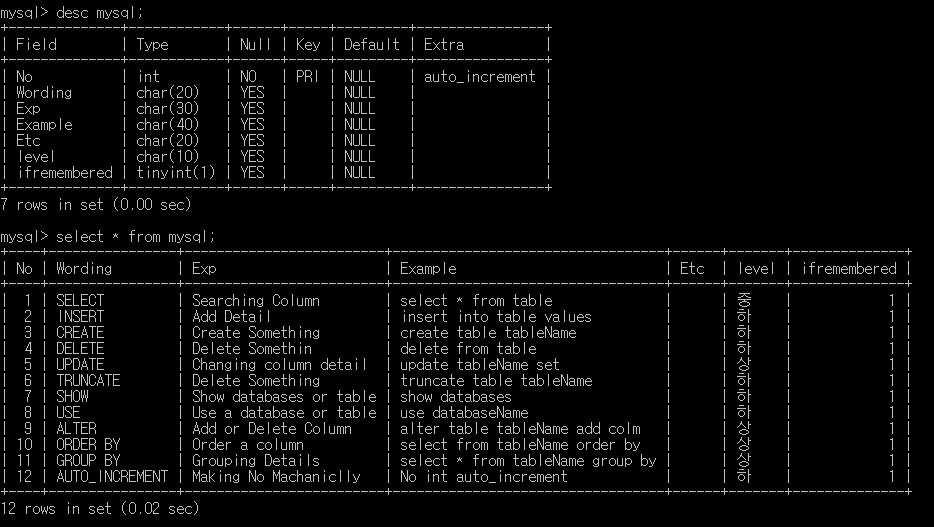 mysql> desc mysql;
+--------------+------------+------+-----+---------+----------------+
| Field        | Type       | Null | Key | Default | Extra          |
+--------------+------------+------+-----+---------+----------------+
| No           | int        | NO   | PRI | NULL    | auto_increment |
| Wording      | char(20)   | YES  |     | NULL    |                |
| Exp          | char(30)   | YES  |     | NULL    |                |
| Example      | char(40)   | YES  |     | NULL    |                |
| Etc          | char(20)   | YES  |     | NULL    |                |
| level        | char(10)   | YES  |     | NULL    |                |
| ifremembered | tinyint(1) | YES  |     | NULL    |                |
+--------------+------------+------+-----+---------+----------------+
7 rows in set (0.00 sec)
mysql> select * from mysql;
+----+----------------+-------------------------+---------------------------------+------+-------+--------------+
| No | Wording        | Exp                     | Example                         | Etc  | level | ifremembered |
+----+----------------+-------------------------+---------------------------------+------+-------+--------------+
|  1 | SELECT         | Searching Column        | select * from table             |      | 중    |            1 |
|  2 | INSERT         | Add Detail              | insert into table values        |      | 하    |            1 |
|  3 | CREATE         | Create Something        | create table tableName          |      | 하    |            1 |
|  4 | DELETE         | Delete Somethin         | delete from table               |      | 하    |            1 |
|  5 | UPDATE         | Changing column detail  | update tableName set            |      | 상    |            1 |
|  6 | TRUNCATE       | Delete Something        | truncate table tableName        |      | 하    |            1 |
|  7 | SHOW           | Show databases or table | show databases                  |      | 하    |            1 |
|  8 | USE            | Use a database or table | use databaseName                |      | 하    |            1 |
|  9 | ALTER          | Add or Delete Column    | alter table tableName add colm  |      | 상    |            1 |
| 10 | ORDER BY       | Order a column          | select from tableName order by  |      | 상    |            1 |
| 11 | GROUP BY       | Grouping Details        | select * from tableName group by |      | 상    |            1 |
| 12 | AUTO_INCREMENT | Making No Machaniclly   | No int auto_increment           |      | 하    |            1 |
+----+----------------+-------------------------+---------------------------------+------+-------+--------------+
12 rows in set (0.02 sec)